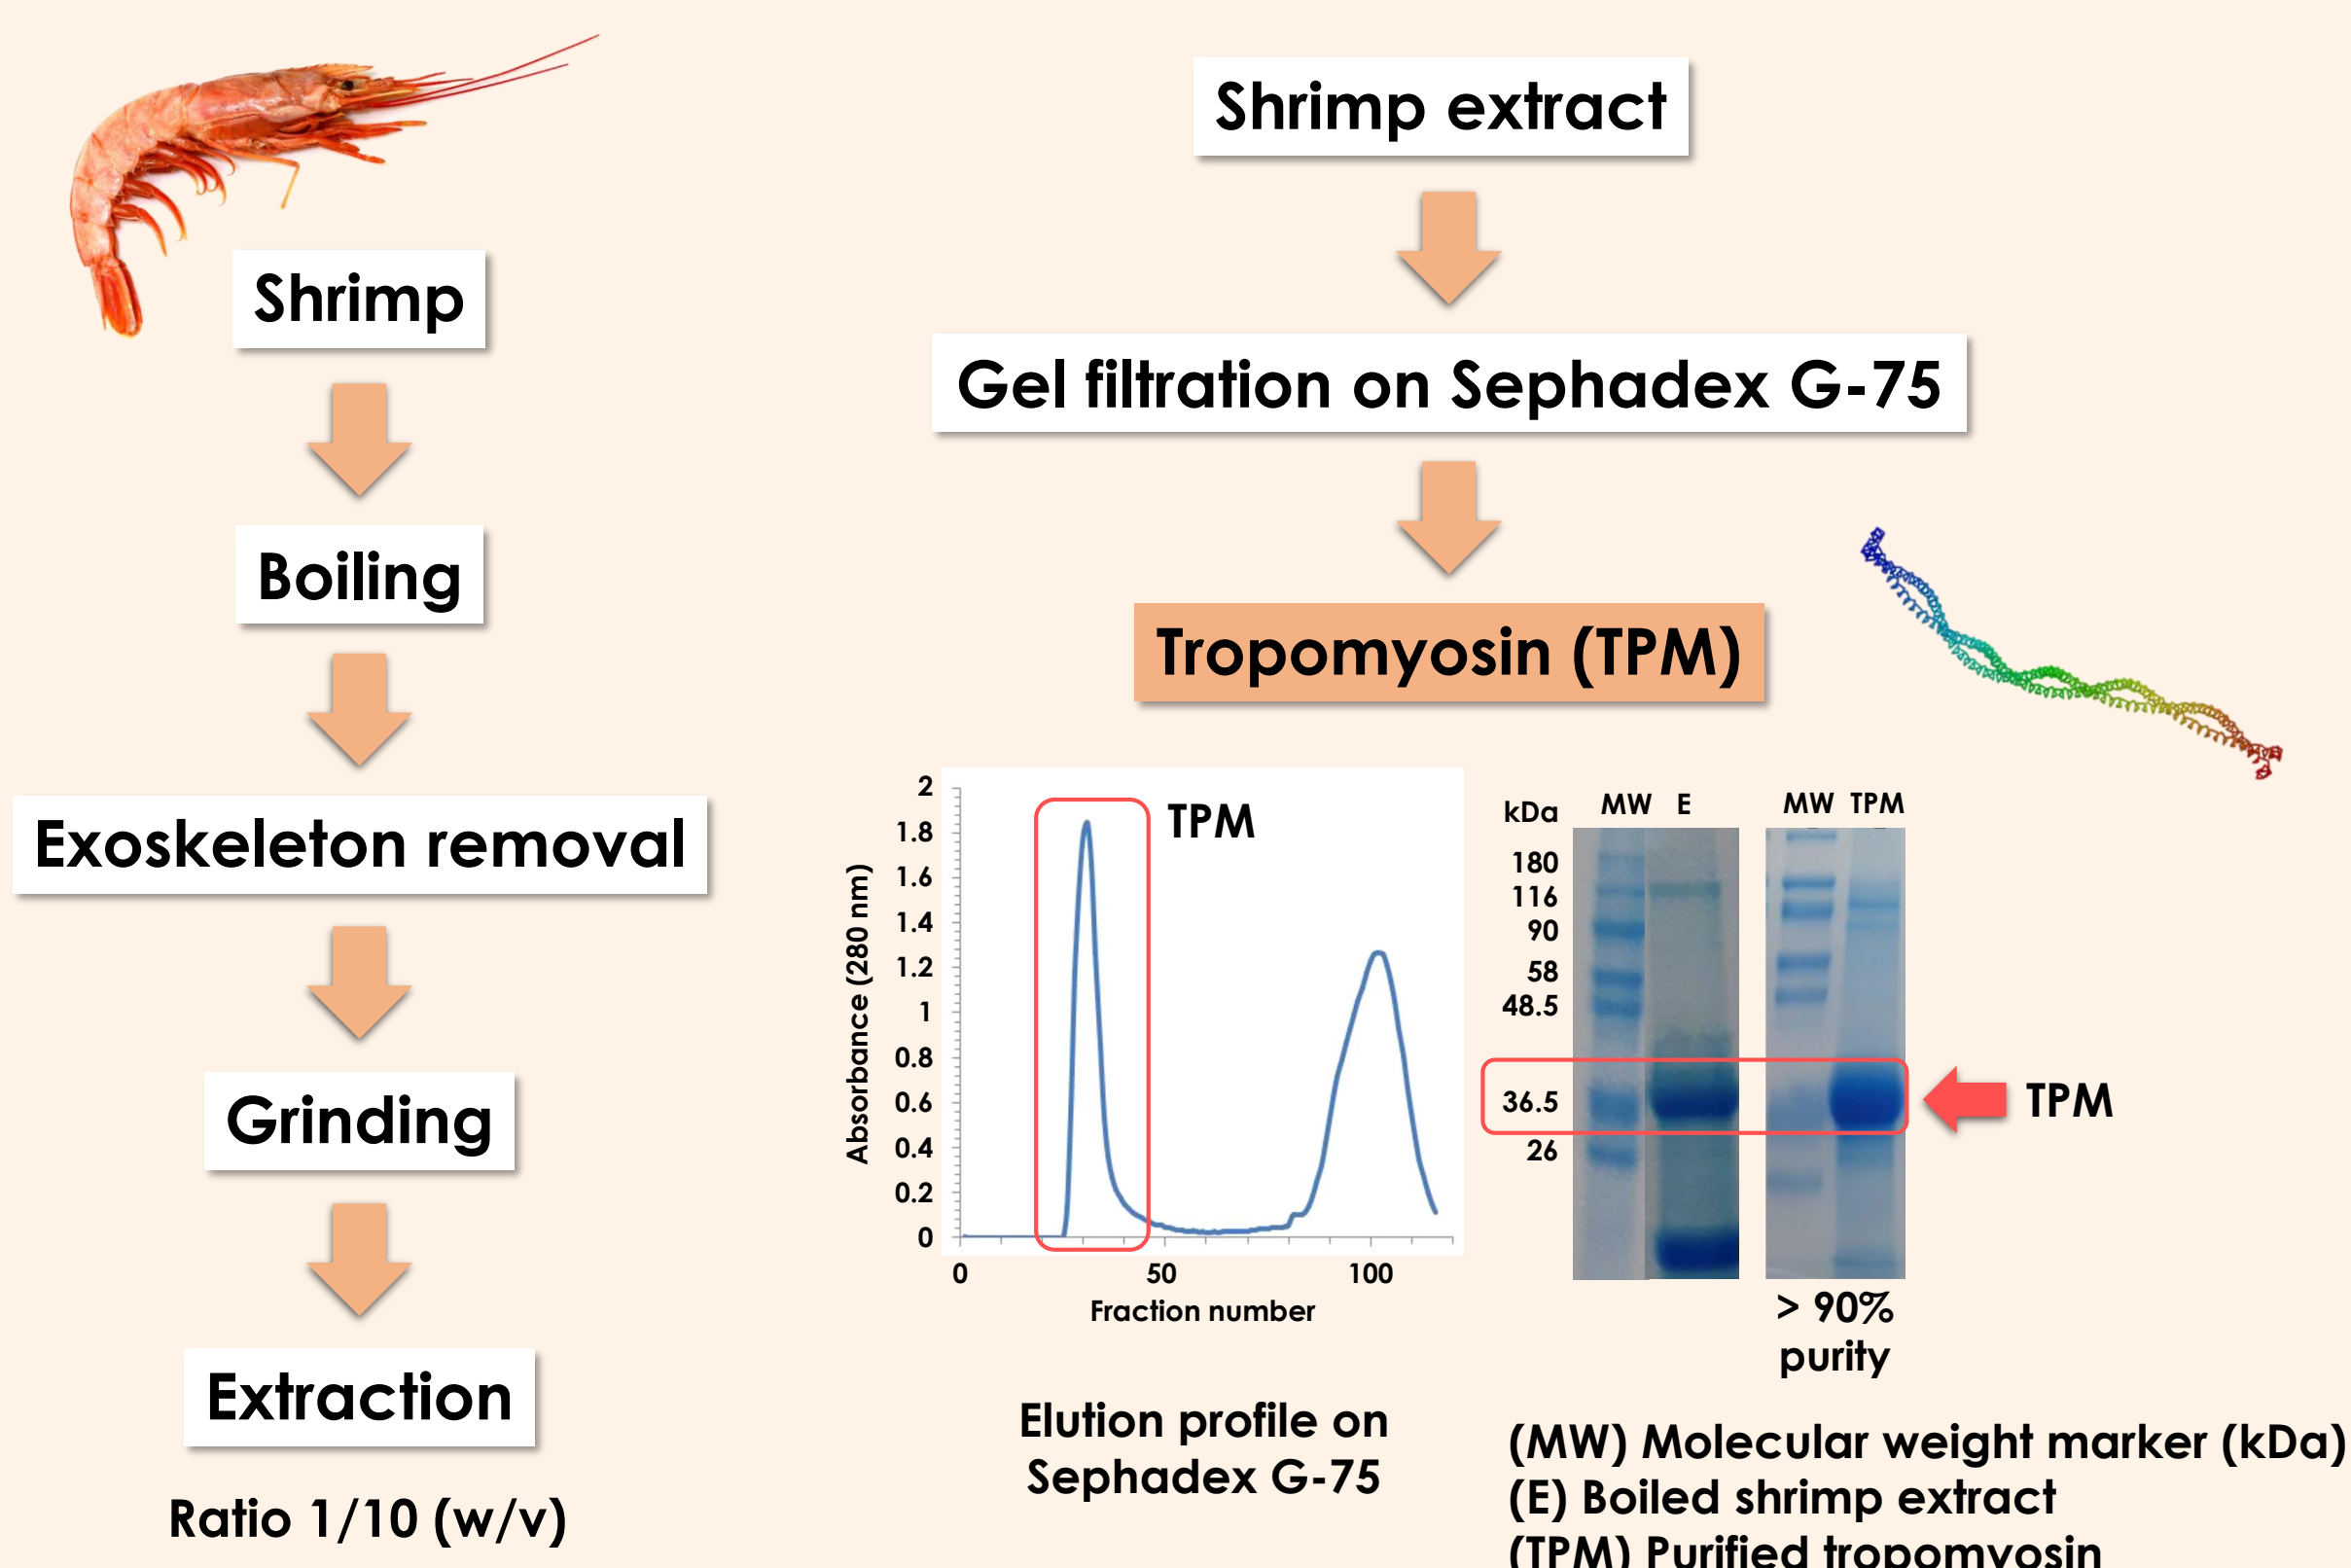 Shrimp
Boiling
Exoskeleton removal
Grinding
Extraction
Ratio 1/10 (w/v)
Shrimp extract
Gel filtration on Sephadex G-75
Tropomyosin (TPM)
TPM
Absorbance (280 nm)
2
1.8
1.6
1.4
1.2
1
0.8
0.6
0.4
0.2
0
0 50 100
Fraction number
Elution profile on
Sephadex G-75
kDa MW E MW TPM
180
116
90
58
48.5
36.5
26
TPM
> 90%
purity
(MW) Molecular weight marker (kDa)
(E) Boiled shrimp extract
(TPM) Purified tropomyosin